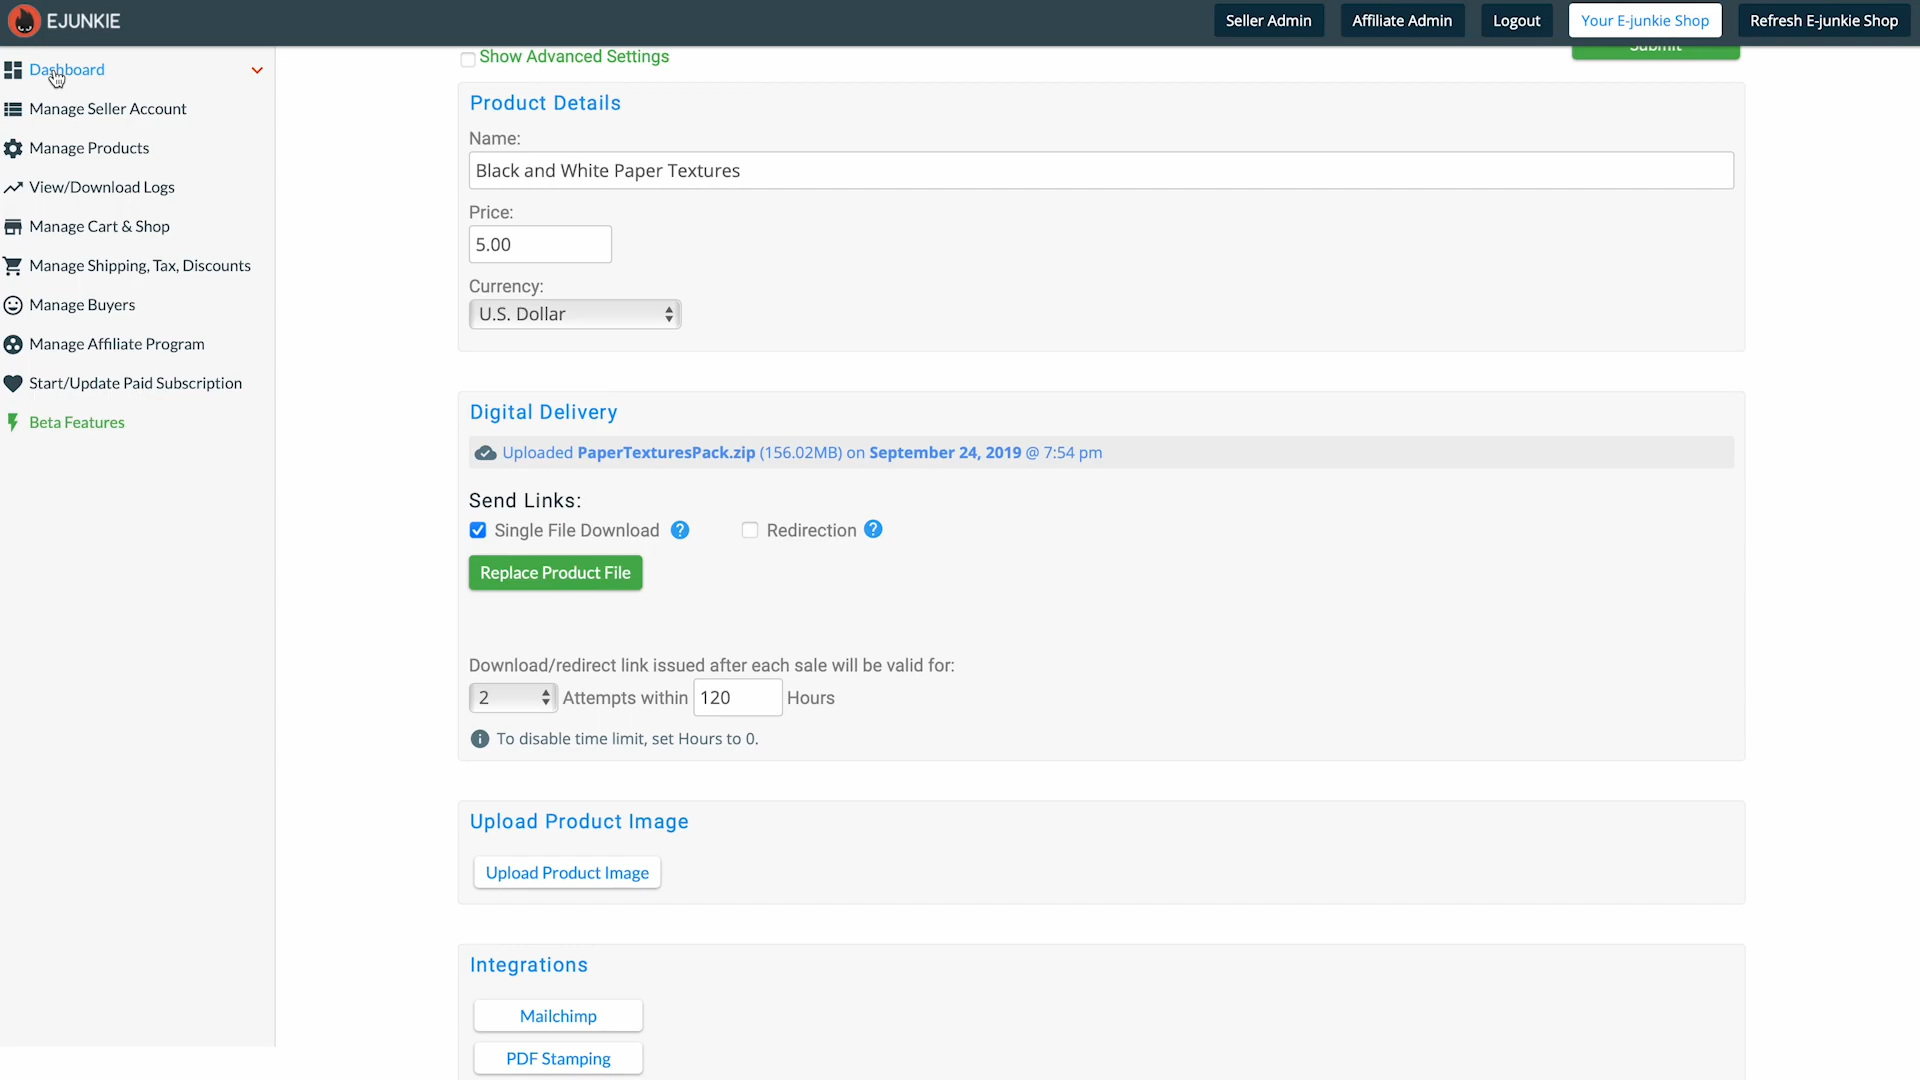 EJUNKIE
Seller Admin
Affiliate Admin
Logout
Your E-junkie Shop
Refresh E-junkie Shop
Dashboard
Manage Seller Account
Manage Products
View/Download Logs
Manage Cart & Shop
Manage Shipping, Tax, Discounts
Manage Buyers
Manage Affiliate Program
Start/Update Paid Subscription
Beta Features
Show Advanced Settings
Submit
Product Details
Name:
Black and White Paper Textures
Price:
5.00
Currency:
U.S. Dollar
Digital Delivery
Uploaded PaperTexturesPack.zip (156.02MB) on September 24, 2019 @ 7:54 pm
Send Links:
Single File Download ? Redirection ?
Replace Product File
Download/redirect link issued after each sale will be valid for:
2 Attempts within 120 Hours
To disable time limit, set Hours to 0.
Upload Product Image
Upload Product Image
Integrations
Mailchimp
PDF Stamping